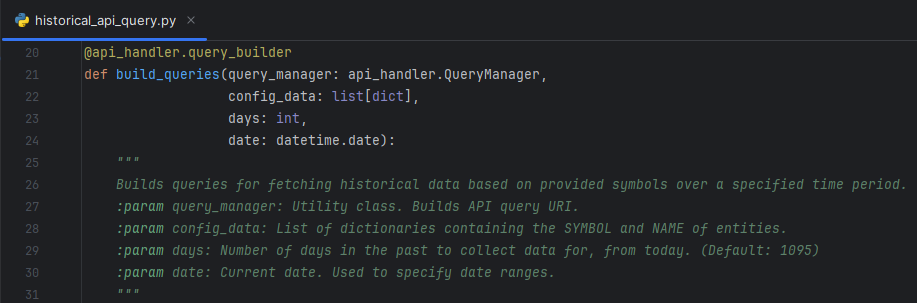 historical_api_query.py
20 @api_handler.query_builder
21 def build_queries(query_manager: api_handler.QueryManager,
22 config_data: list[dict],
23 days: int,
24 date: datetime.date):
25 """
26 Builds queries for fetching historical data based on provided symbols over a specified time period.
27 :param query_manager: Utility class. Builds API query URI.
28 :param config_data: List of dictionaries containing the SYMBOL and NAME of entities.
29 :param days: Number of days in the past to collect data for, from today. (Default: 1095)
30 :param date: Current date. Used to specify date ranges.
31 """